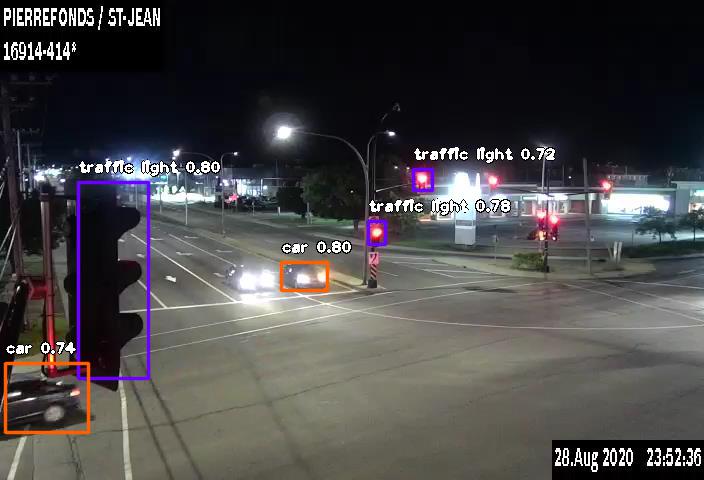 PIERREFONDS / ST-JEAN
16914-414*
traffic light 0.72
traffic light 0.80
traffic light 0.78
car 0.80
car 0.74
28.Aug 2020 23:52:36